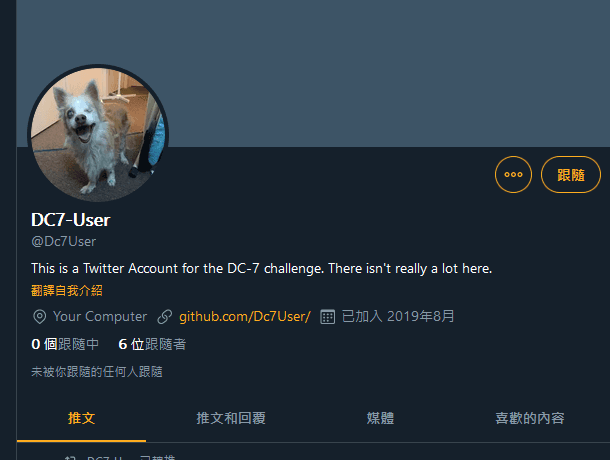 跟隨
DC7-User
@Dc7User
This is a Twitter Account for the DC-7 challenge. There isn't really a lot here.
翻譯自我介紹
Your Computer github.com/Dc7User/ 已加入 2019年8月
0 個跟隨中 6 位跟隨者
未被你跟隨的任何人跟隨
推文 推文和回覆 媒體 喜歡的內容